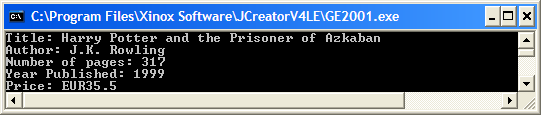 C:\Program Files\Xinox Software\JCreatorV4LE\GE2001.exe
Title: Harry Potter and the Prisoner of Azkaban
Author: J.K. Rowling
Number of pages: 317
Year Published: 1999
Price: EUR35.5